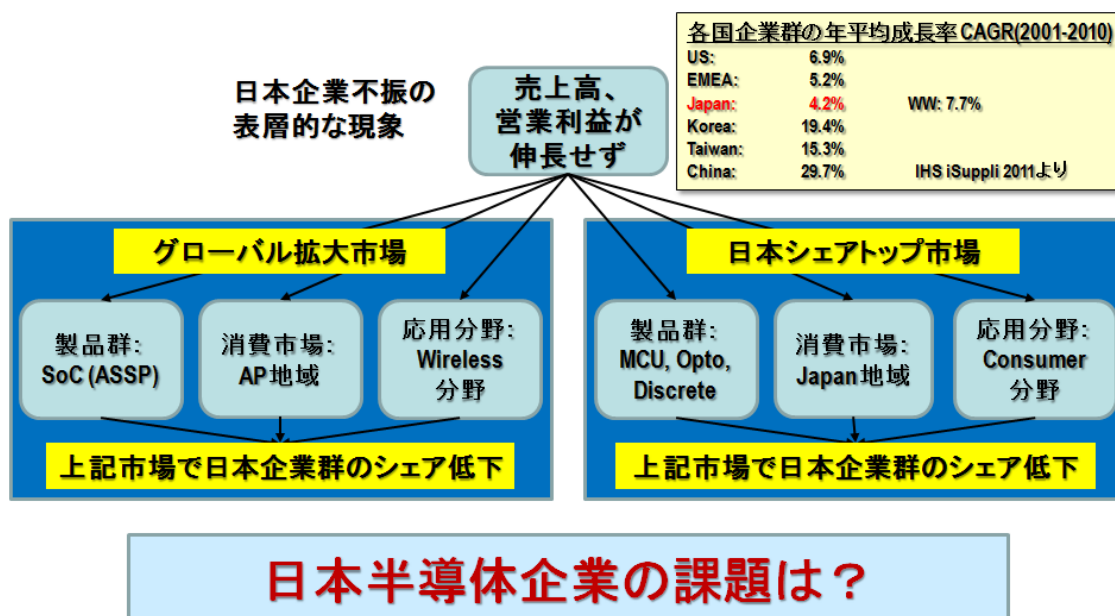 各国企業群の年平均成長率 CAGR(2001-2010)
US: 6.9%
EMEA: 5.2%
Japan: 4.2% WW: 7.7%
Korea: 19.4%
Taiwan: 15.3%
China: 29.7% IHS iSuppli 2011より
日本企業不振の
表層的な現象
売上高、
営業利益が
伸長せず
グローバル拡大市場
製品群:
SoC (ASSP)
消費市場:
AP地域
応用分野:
Wireless
分野
上記市場で日本企業群のシェア低下
日本シェアトップ市場
製品群:
MCU, Opto,
Discrete
消費市場:
Japan地域
応用分野:
Consumer
分野
上記市場で日本企業群のシェア低下
日本半導体企業の課題は？